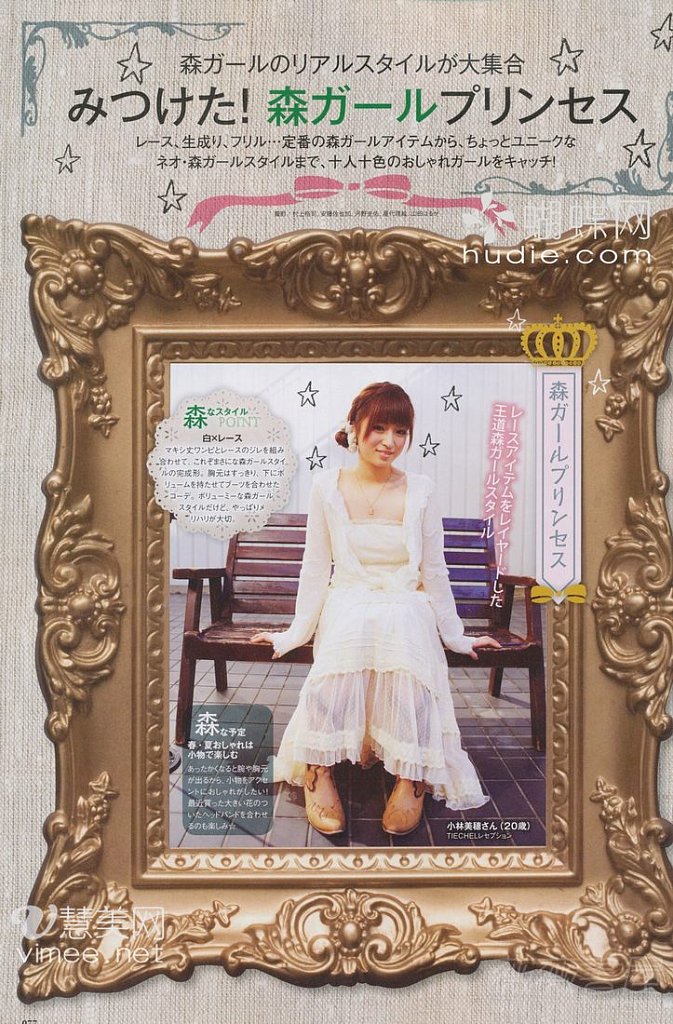 森ガールのリアルスタイルが大集合
みつけた! 森ガールプリンセス
レース、生成り、フリル…定番の森ガールアイテムから、ちょっとユニークな
ネオ・森ガールスタイルまで、十人十色のおしゃれガールをキャッチ!
蝴蝶网
hudie.com
森ガールプリンセス
レースアイテムをレイヤードした
王道森ガールスタイル
森なスタイル
POINT
白×レース
マキシ丈ワンピとレースのジレを組み
合わせて、これぞまさにな森ガールスタイ
ルの完成形。胸元はすっきり、下にボ
リュームを持たせてブーツを合わせた
コーデ。ボリューミーな森ガール
スタイルだけど、やっぱりメ
リハリが大切。
森な予定
春・夏おしゃれは
小物で楽しむ
あったかくなると腕や胸元
が出るから、小物をアクセ
ントにおしゃれがしたい!
最近買った大きい花のつ
いたヘッドバンドを合わせ
るのも楽しみ☆
小林美穂さん(20歳)
TIECHELレセプション
慧美网
vimee.net
077